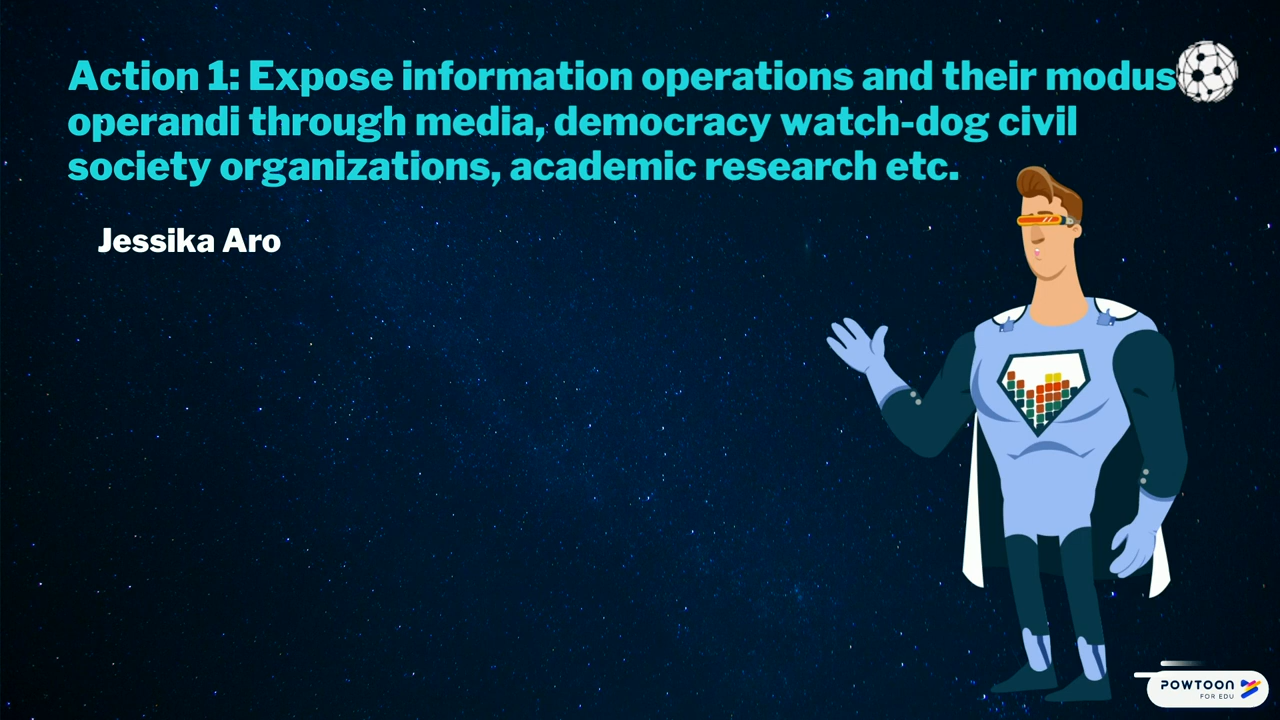 Action 1: Expose information operations and their modus
operandi through media, democracy watch-dog civil
society organizations, academic research etc.
Jessika Aro
POWTOON
FOR EDU